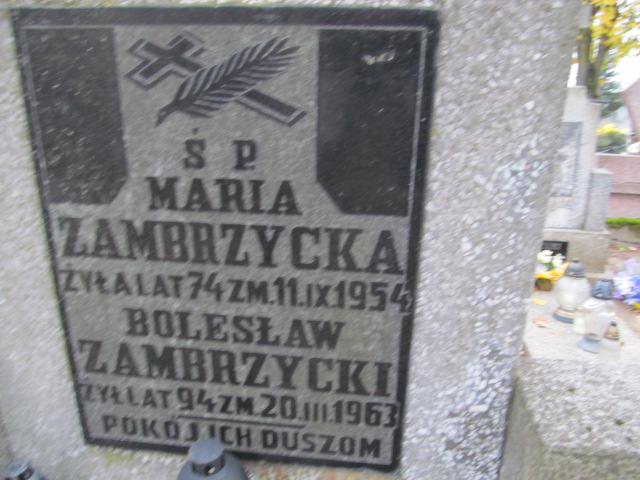 Ś P
MARIA
ZAMBRZYCKA
ŻYŁA LAT 74 ZM. 11.IX.1954
BOLESŁAW
ZAMBRZYCKI
ŻYŁ LAT 94 ZM. 20.III.1963
POKÓJ ICH DUSZOM